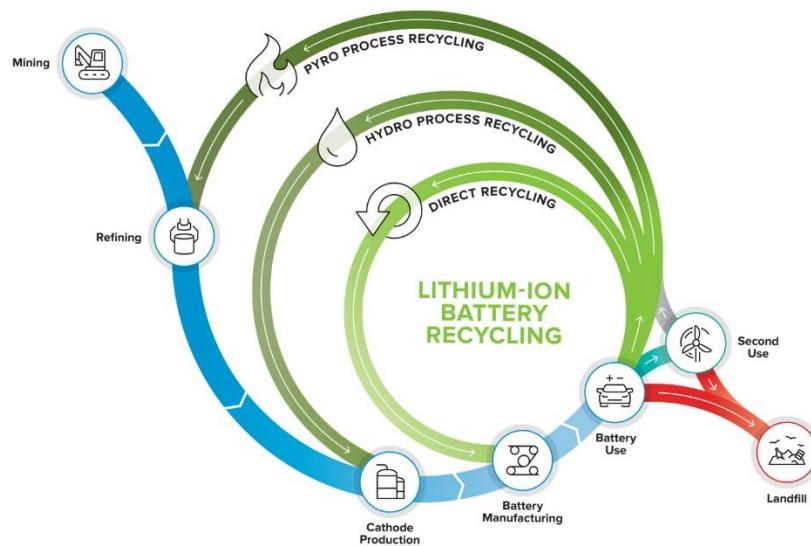 Mining
PYRO PROCESS RECYCLING
HYDRO PROCESS RECYCLING
DIRECT RECYCLING
Refining
LITHIUM-ION
BATTERY
RECYCLING
Second
Use
Battery
Use
Landfill
Battery
Manufacturing
Cathode
Production